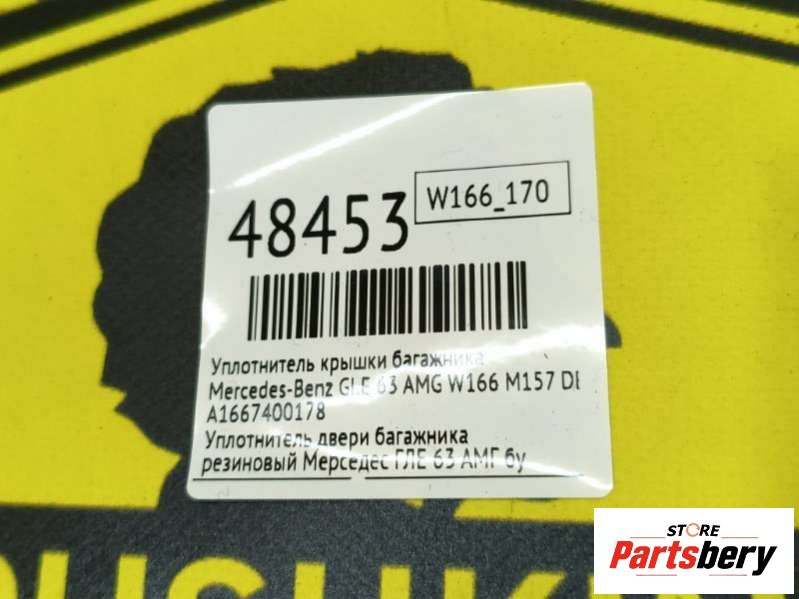 48453
W166_170
Уплотнитель крышки багажника
Mercedes-Benz GLE 63 AMG W166 M157
A1667400178
Уплотнитель двери багажника
резиновый Мерседес ГЛЕ 63 АМГ бу
STORE
Partsbery